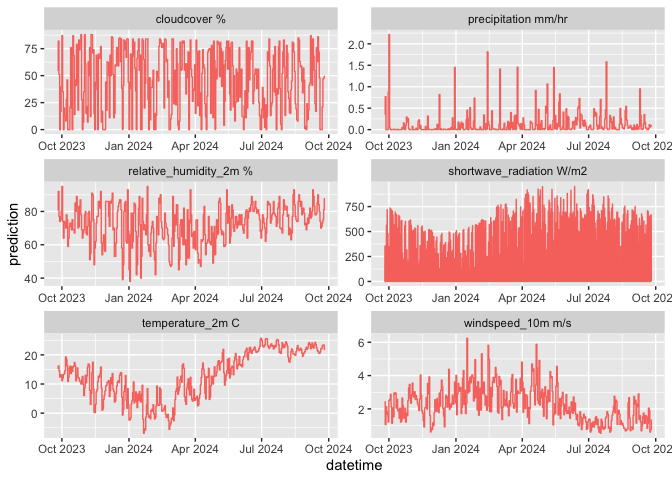 cloudcover %
precipitation mm/hr
75
50
25
0
2.0
1.5
1.0
0.5
0.0
Oct 2023 Jan 2024 Apr 2024 Jul 2024 Oct 2024
Oct 2023 Jan 2024 Apr 2024 Jul 2024 Oct 202
relative_humidity_2m %
shortwave_radiation W/m2
80
60
40
750
500
250
0
Oct 2023 Jan 2024 Apr 2024 Jul 2024 Oct 2024
Oct 2023 Jan 2024 Apr 2024 Jul 2024 Oct 202
prediction
temperature_2m C
windspeed_10m m/s
20
10
0
6
4
2
Oct 2023 Jan 2024 Apr 2024 Jul 2024 Oct 2024
Oct 2023 Jan 2024 Apr 2024 Jul 2024 Oct 202
datetime